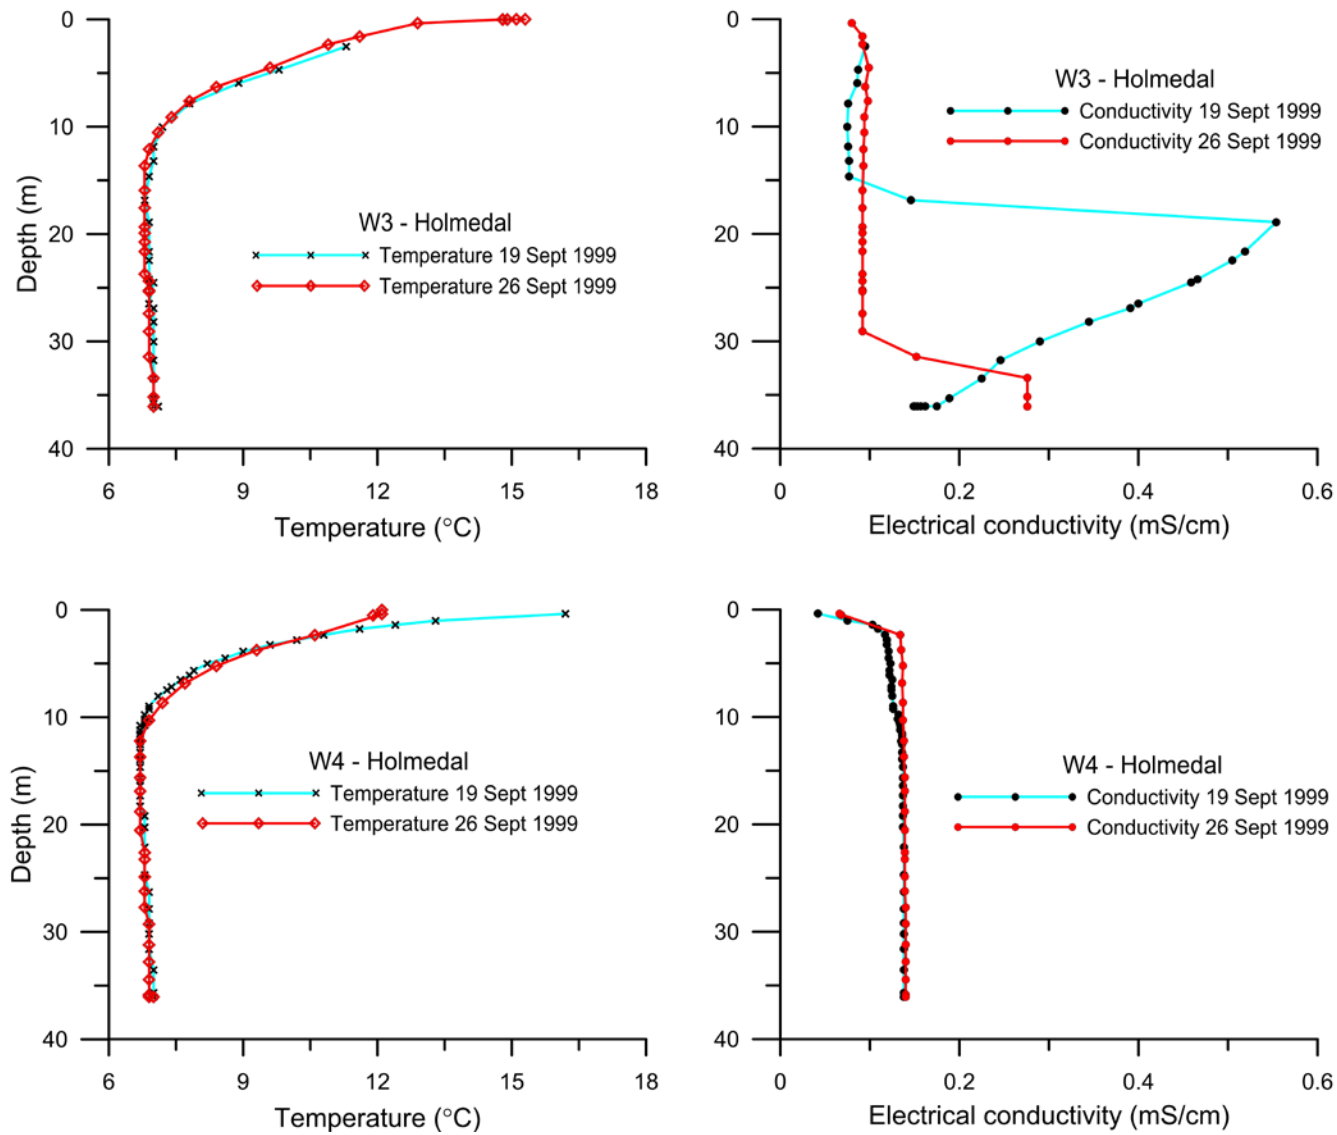 0
10
20
30
40
Depth (m)
6
9
12
15
18
Temperature (°C)
W3 - Holmedal
Temperature 19 Sept 1999
Temperature 26 Sept 1999
0
10
20
30
40
0
0.2
0.4
0.6
Electrical conductivity (mS/cm)
W3 - Holmedal
Conductivity 19 Sept 1999
Conductivity 26 Sept 1999
0
10
20
30
40
Depth (m)
6
9
12
15
18
Temperature (°C)
W4 - Holmedal
Temperature 19 Sept 1999
Temperature 26 Sept 1999
0
10
20
30
40
0
0.2
0.4
0.6
Electrical conductivity (mS/cm)
W4 - Holmedal
Conductivity 19 Sept 1999
Conductivity 26 Sept 1999